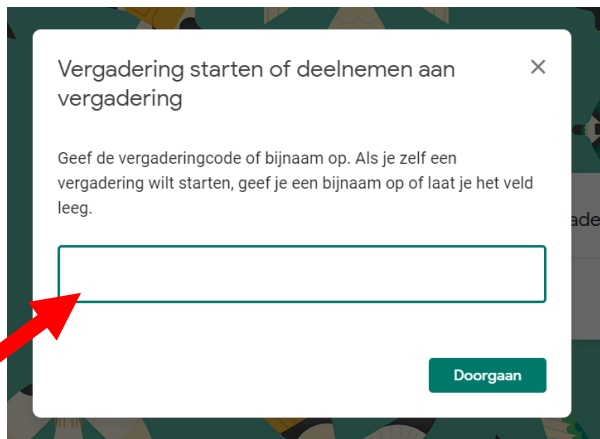 Vergadering starten of deelnemen aan
vergadering
Geef de vergaderingcode of bijnaam op. Als je zelf een
vergadering wilt starten, geef je een bijnaam op of laat je het veld
leeg.
Doorgaan